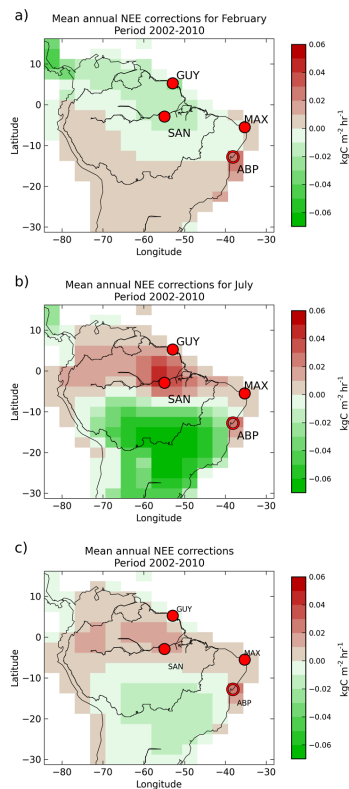 a)
Mean annual NEE corrections for February
Period 2002-2010
GUY
SAN
MAX
ABP
10
0
−10
−20
−30
Latitude
−80 −70 −60 −50 −40 −30
Longitude
0.06
0.04
0.02
0.00
−0.02
−0.04
−0.06
kgC m⁻² hr⁻¹
b)
Mean annual NEE corrections for July
Period 2002-2010
GUY
SAN
MAX
ABP
10
0
−10
−20
−30
Latitude
−80 −70 −60 −50 −40 −30
Longitude
0.06
0.04
0.02
0.00
−0.02
−0.04
−0.06
kgC m⁻² hr⁻¹
c)
Mean annual NEE corrections
Period 2002-2010
GUY
SAN
MAX
ABP
10
0
−10
−20
−30
Latitude
−80 −70 −60 −50 −40 −30
Longitude
0.06
0.04
0.02
0.00
−0.02
−0.04
−0.06
kgC m⁻² hr⁻¹